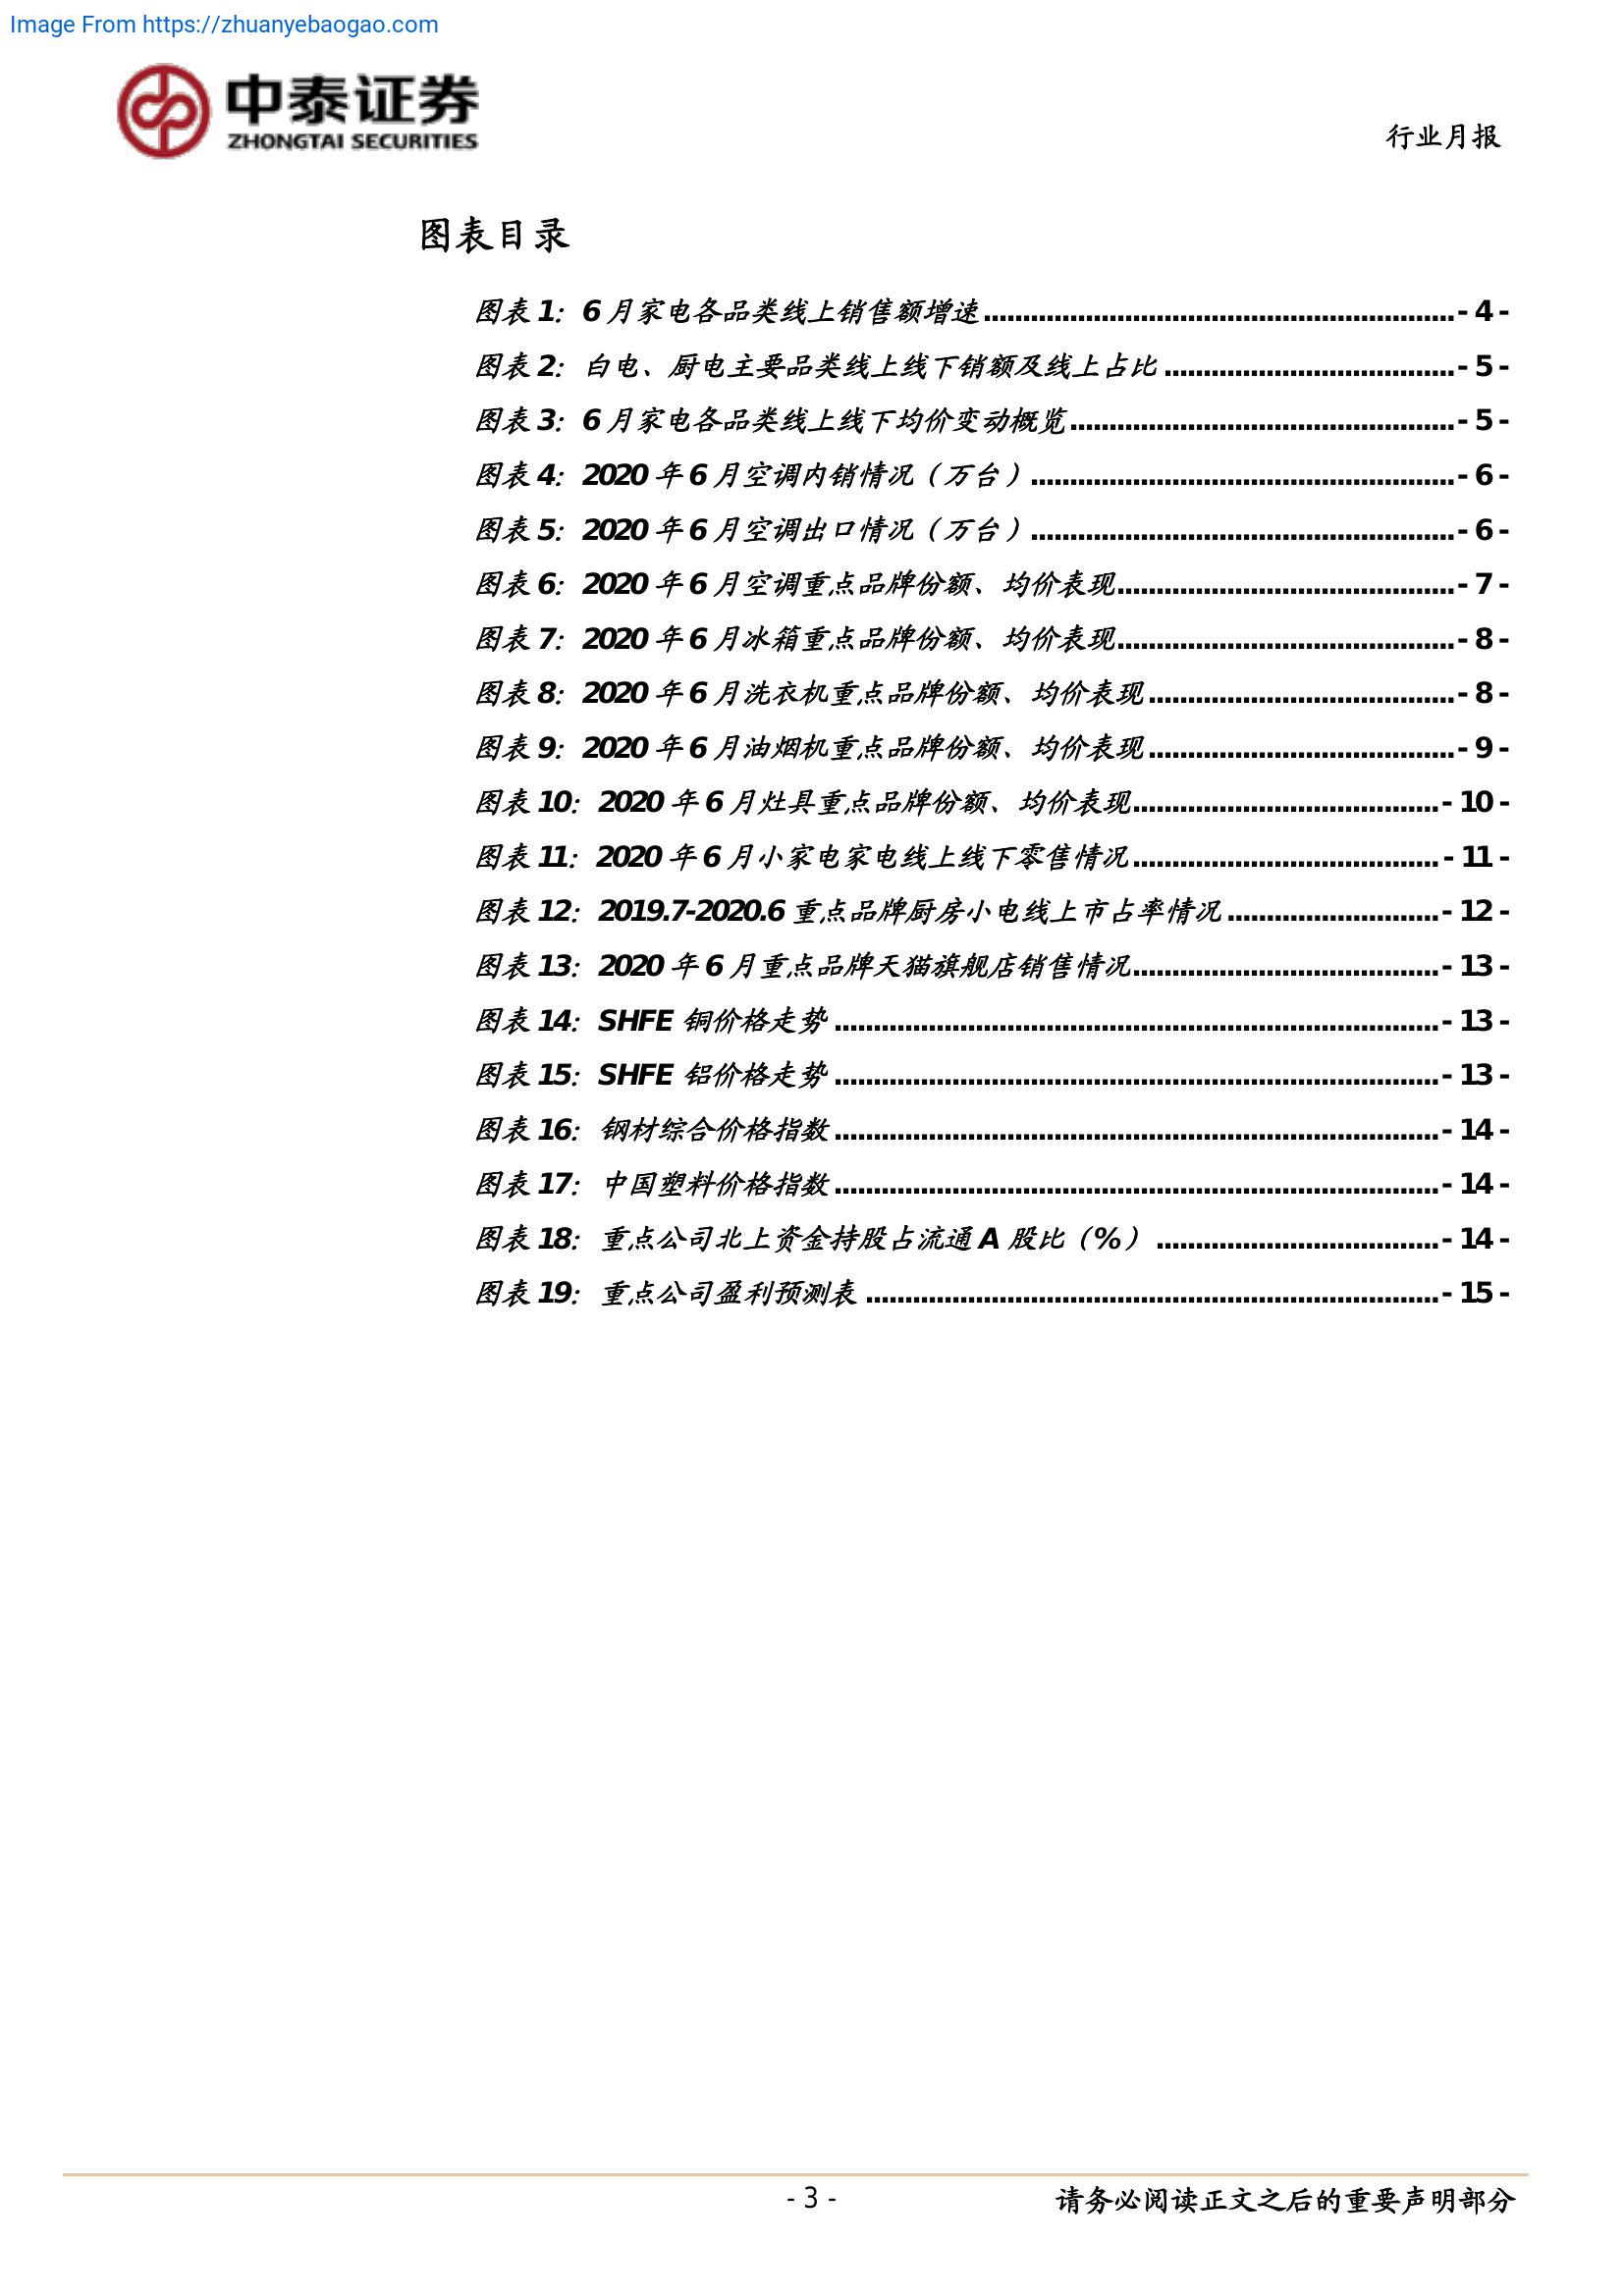 Image From https://zhuanyebaogao.com
中泰证券
ZHONGTAI SECURITIES
行业月报
图表目录
图表 1：6 月家电各品类线上销售额增速............................................................- 4 -
图表 2：白电、厨电主要品类线上线下销额及线上占比.....................................- 5 -
图表 3：6 月家电各品类线上线下均价变动概览.................................................- 5 -
图表 4：2020 年 6 月空调内销情况（万台）......................................................- 6 -
图表 5：2020 年 6 月空调出口情况（万台）......................................................- 6 -
图表 6：2020 年 6 月空调重点品牌份额、均价表现...........................................- 7 -
图表 7：2020 年 6 月冰箱重点品牌份额、均价表现...........................................- 8 -
图表 8：2020 年 6 月洗衣机重点品牌份额、均价表现.......................................- 8 -
图表 9：2020 年 6 月油烟机重点品牌份额、均价表现.......................................- 9 -
图表 10：2020 年 6 月灶具重点品牌份额、均价表现.......................................- 10 -
图表 11：2020 年 6 月小家电家电线上线下零售情况.......................................- 11 -
图表 12：2019.7-2020.6 重点品牌厨房小电线上市占率情况...........................- 12 -
图表 13：2020 年 6 月重点品牌天猫旗舰店销售情况.......................................- 13 -
图表 14：SHFE 铜价格走势.............................................................................- 13 -
图表 15：SHFE 铝价格走势.............................................................................- 13 -
图表 16：钢材综合价格指数.............................................................................- 14 -
图表 17：中国塑料价格指数.............................................................................- 14 -
图表 18：重点公司北上资金持股占流通 A 股比（%）....................................- 14 -
图表 19：重点公司盈利预测表.........................................................................- 15 -
- 3 -
请务必阅读正文之后的重要声明部分